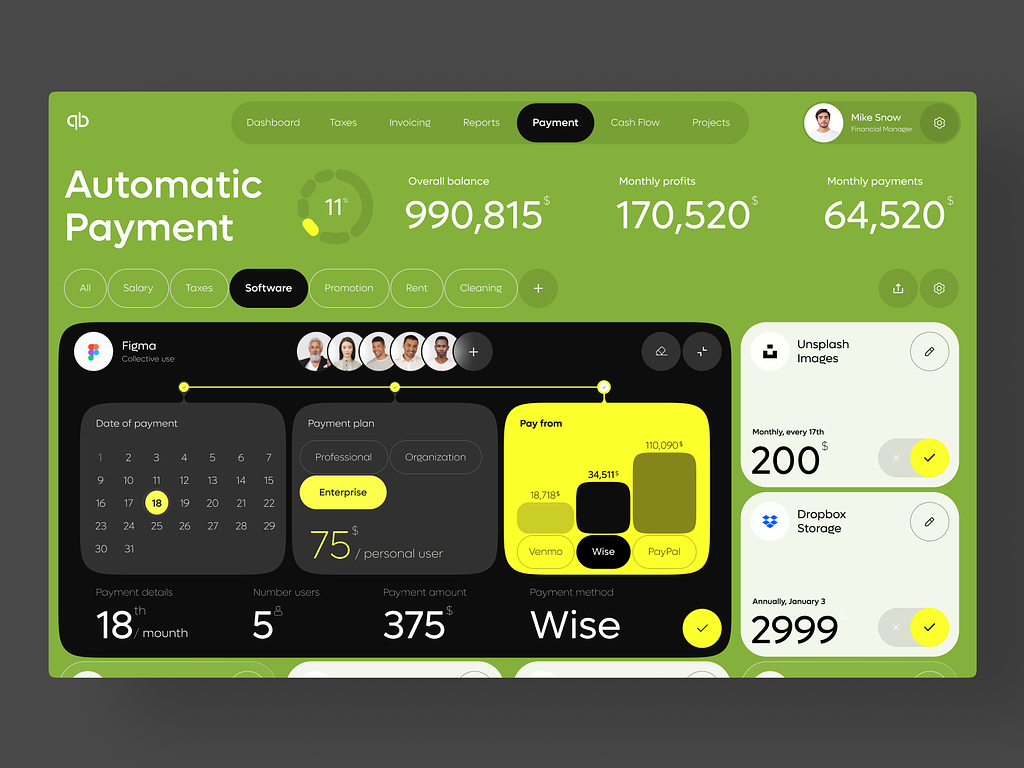 qb
Dashboard Taxes Invoicing Reports Payment Cash Flow Projects
Mike Snow
Financial Manager
Automatic
Payment
11%
Overall balance
990,815$
Monthly profits
170,520$
Monthly payments
64,520$
All Salary Taxes Software Promotion Rent Cleaning +
Figma
Collective use
+
Date of payment
1 2 3 4 5 6 7
9 10 11 12 13 14 15
16 17 18 19 20 21 22
23 24 25 26 27 28 29
30 31
Payment plan
Professional Organization
Enterprise
75$ / personal user
Pay from
110,090$
34,511$
18,718$
Venmo Wise PayPal
Payment details
18th / mounth
Number users
5
Payment amount
375$
Payment method
Wise
Unsplash
Images
Monthly, every 17th
200$
Dropbox
Storage
Annually, January 3
2999$